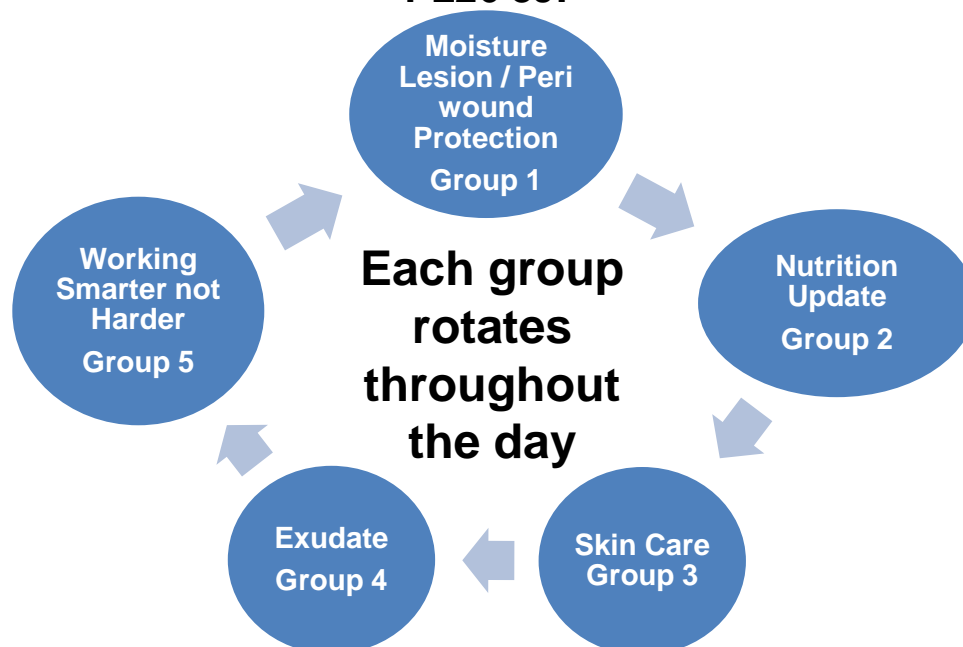 Moisture
Lesion / Peri
wound
Protection
Group 1
Nutrition
Update
Group 2
Skin Care
Group 3
Exudate
Group 4
Working
Smarter not
Harder
Group 5
Each group
rotates
throughout
the day